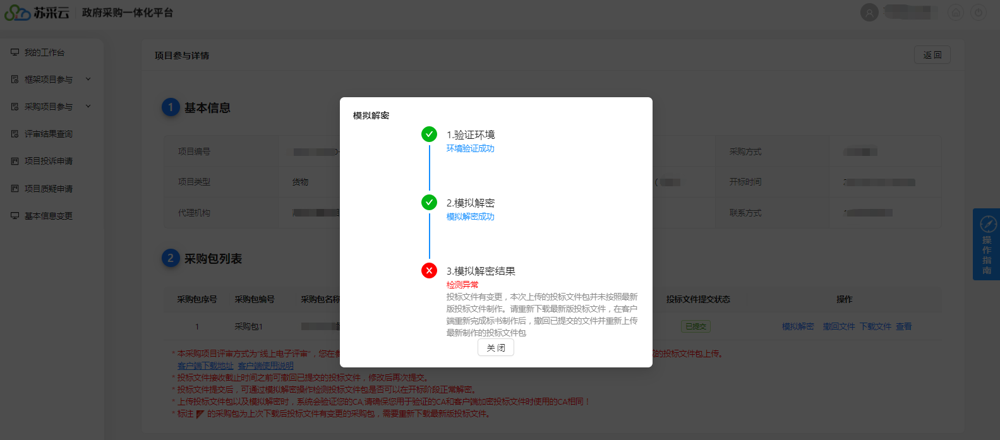 苏采云 政府采购一体化平台
我的工作台
框架项目参与
采购项目参与
评审结果查询
项目投诉申请
项目质疑申请
基本信息变更
项目参与详情
返 回
1 基本信息
项目编号
采购方式
项目类型 货物
开标时间
代理机构
联系方式
2 采购包列表
采购包序号 采购包编号 采购包名称 投标文件提交状态 操作
1 采购包1 已提交 模拟解密 撤回文件 下载文件 查看
* 本采购项目评审方式为“线上电子评审”，您在参 的投标文件包上传。
客户端下载地址 客户端使用说明
* 投标文件接收截止时间之前可撤回已提交的投标文件，修改后再次提交。
* 投标文件提交后，可通过模拟解密操作检测投标文件包是否可以在开标阶段正常解密。
* 上传投标文件包以及模拟解密时，系统会验证您的CA,请确保您用于验证的CA和客户端加密投标文件时使用的CA相同！
* 标注 的采购包为上次下载后投标文件有变更的采购包，需要重新下载最新版投标文件。
模拟解密
1.验证环境
环境验证成功
2.模拟解密
模拟解密成功
3.模拟解密结果
检测异常
投标文件有变更，本次上传的投标文件包并未按照最新
版投标文件制作。请重新下载最新版投标文件，在客户
端重新完成标书制作后，撤回已提交的文件并重新上传
最新制作的投标文件包
关 闭
操
作
指
南